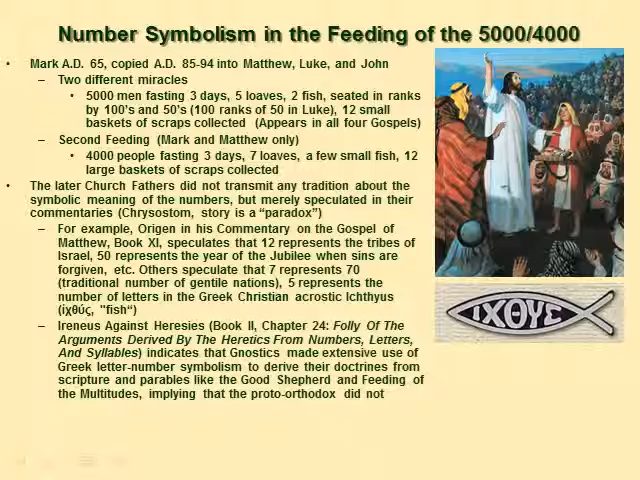 Number Symbolism in the Feeding of the 5000/4000
• Mark A.D. 65, copied A.D. 85-94 into Matthew, Luke, and John
– Two different miracles
• 5000 men fasting 3 days, 5 loaves, 2 fish, seated in ranks
by 100's and 50's (100 ranks of 50 in Luke), 12 small
baskets of scraps collected (Appears in all four Gospels)
– Second Feeding (Mark and Matthew only)
• 4000 people fasting 3 days, 7 loaves, a few small fish, 12
large baskets of scraps collected
• The later Church Fathers did not transmit any tradition about the
symbolic meaning of the numbers, but merely speculated in their
commentaries (Chrysostom, story is a “paradox”)
– For example, Origen in his Commentary on the Gospel of
Matthew, Book XI, speculates that 12 represents the tribes of
Israel, 50 represents the year of the Jubilee when sins are
forgiven, etc. Others speculate that 7 represents 70
(traditional number of gentile nations), 5 represents the
number of letters in the Greek Christian acrostic Ichthus
(ἰχθύς, "fish“)
– Ireneus Against Heresies (Book II, Chapter 24: Folly Of The
Arguments Derived By The Heretics From Numbers, Letters,
And Syllables) indicates that Gnostics made extensive use of
Greek letter-number symbolism to derive their doctrines from
scripture and parables like the Good Shepherd and Feeding of
the Multitudes, implying that the proto-orthodox did not
ΙΧΘΥΣ